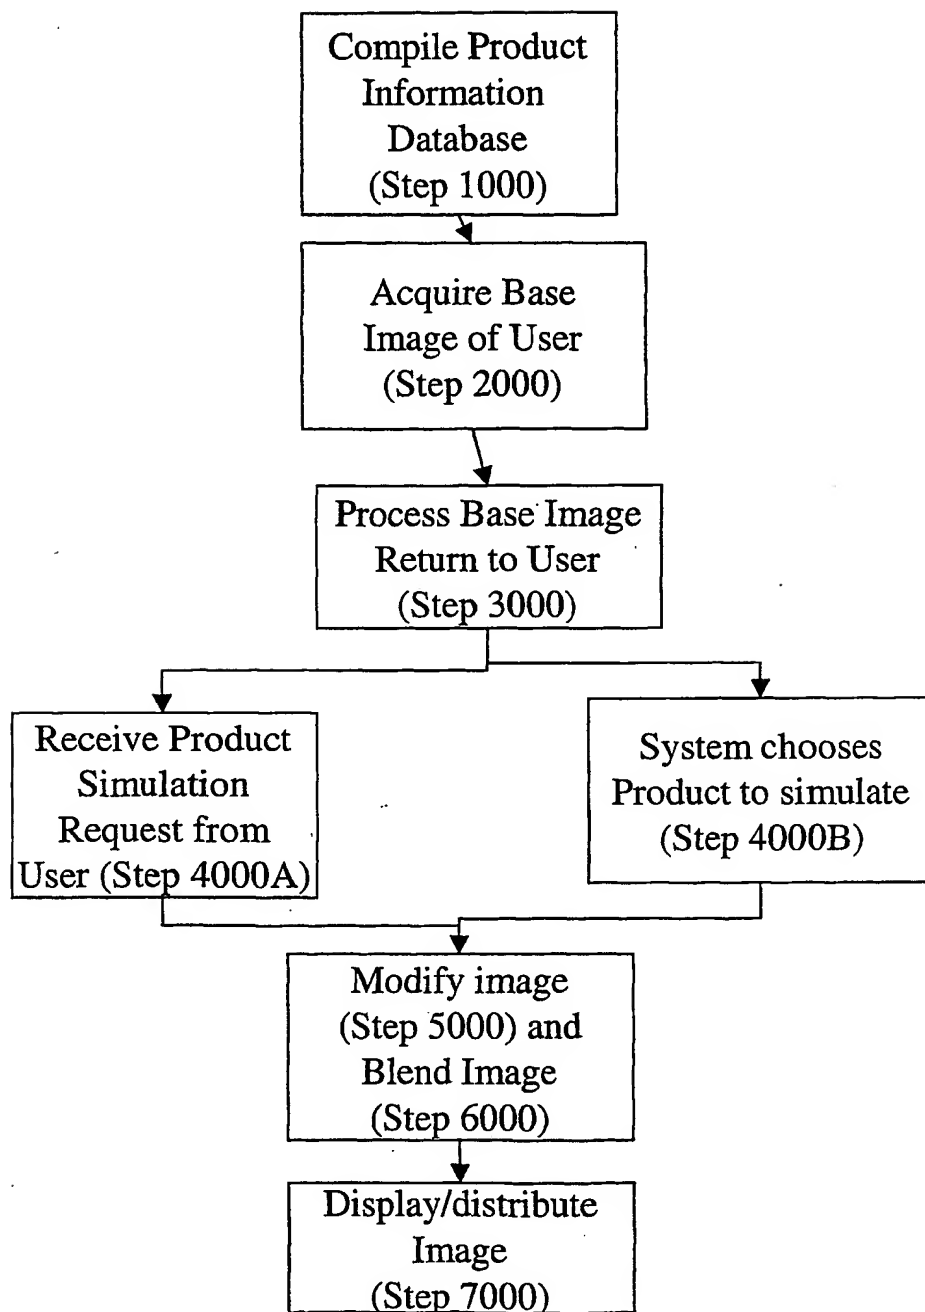 Compile Product
Information
Database
(Step 1000)
Acquire Base
Image of User
(Step 2000)
Process Base Image
Return to User
(Step 3000)
Receive Product
Simulation
Request from
User (Step 4000A)
System chooses
Product to simulate
(Step 4000B)
Modify image
(Step 5000) and
Blend Image
(Step 6000)
Display/distribute
Image
(Step 7000)